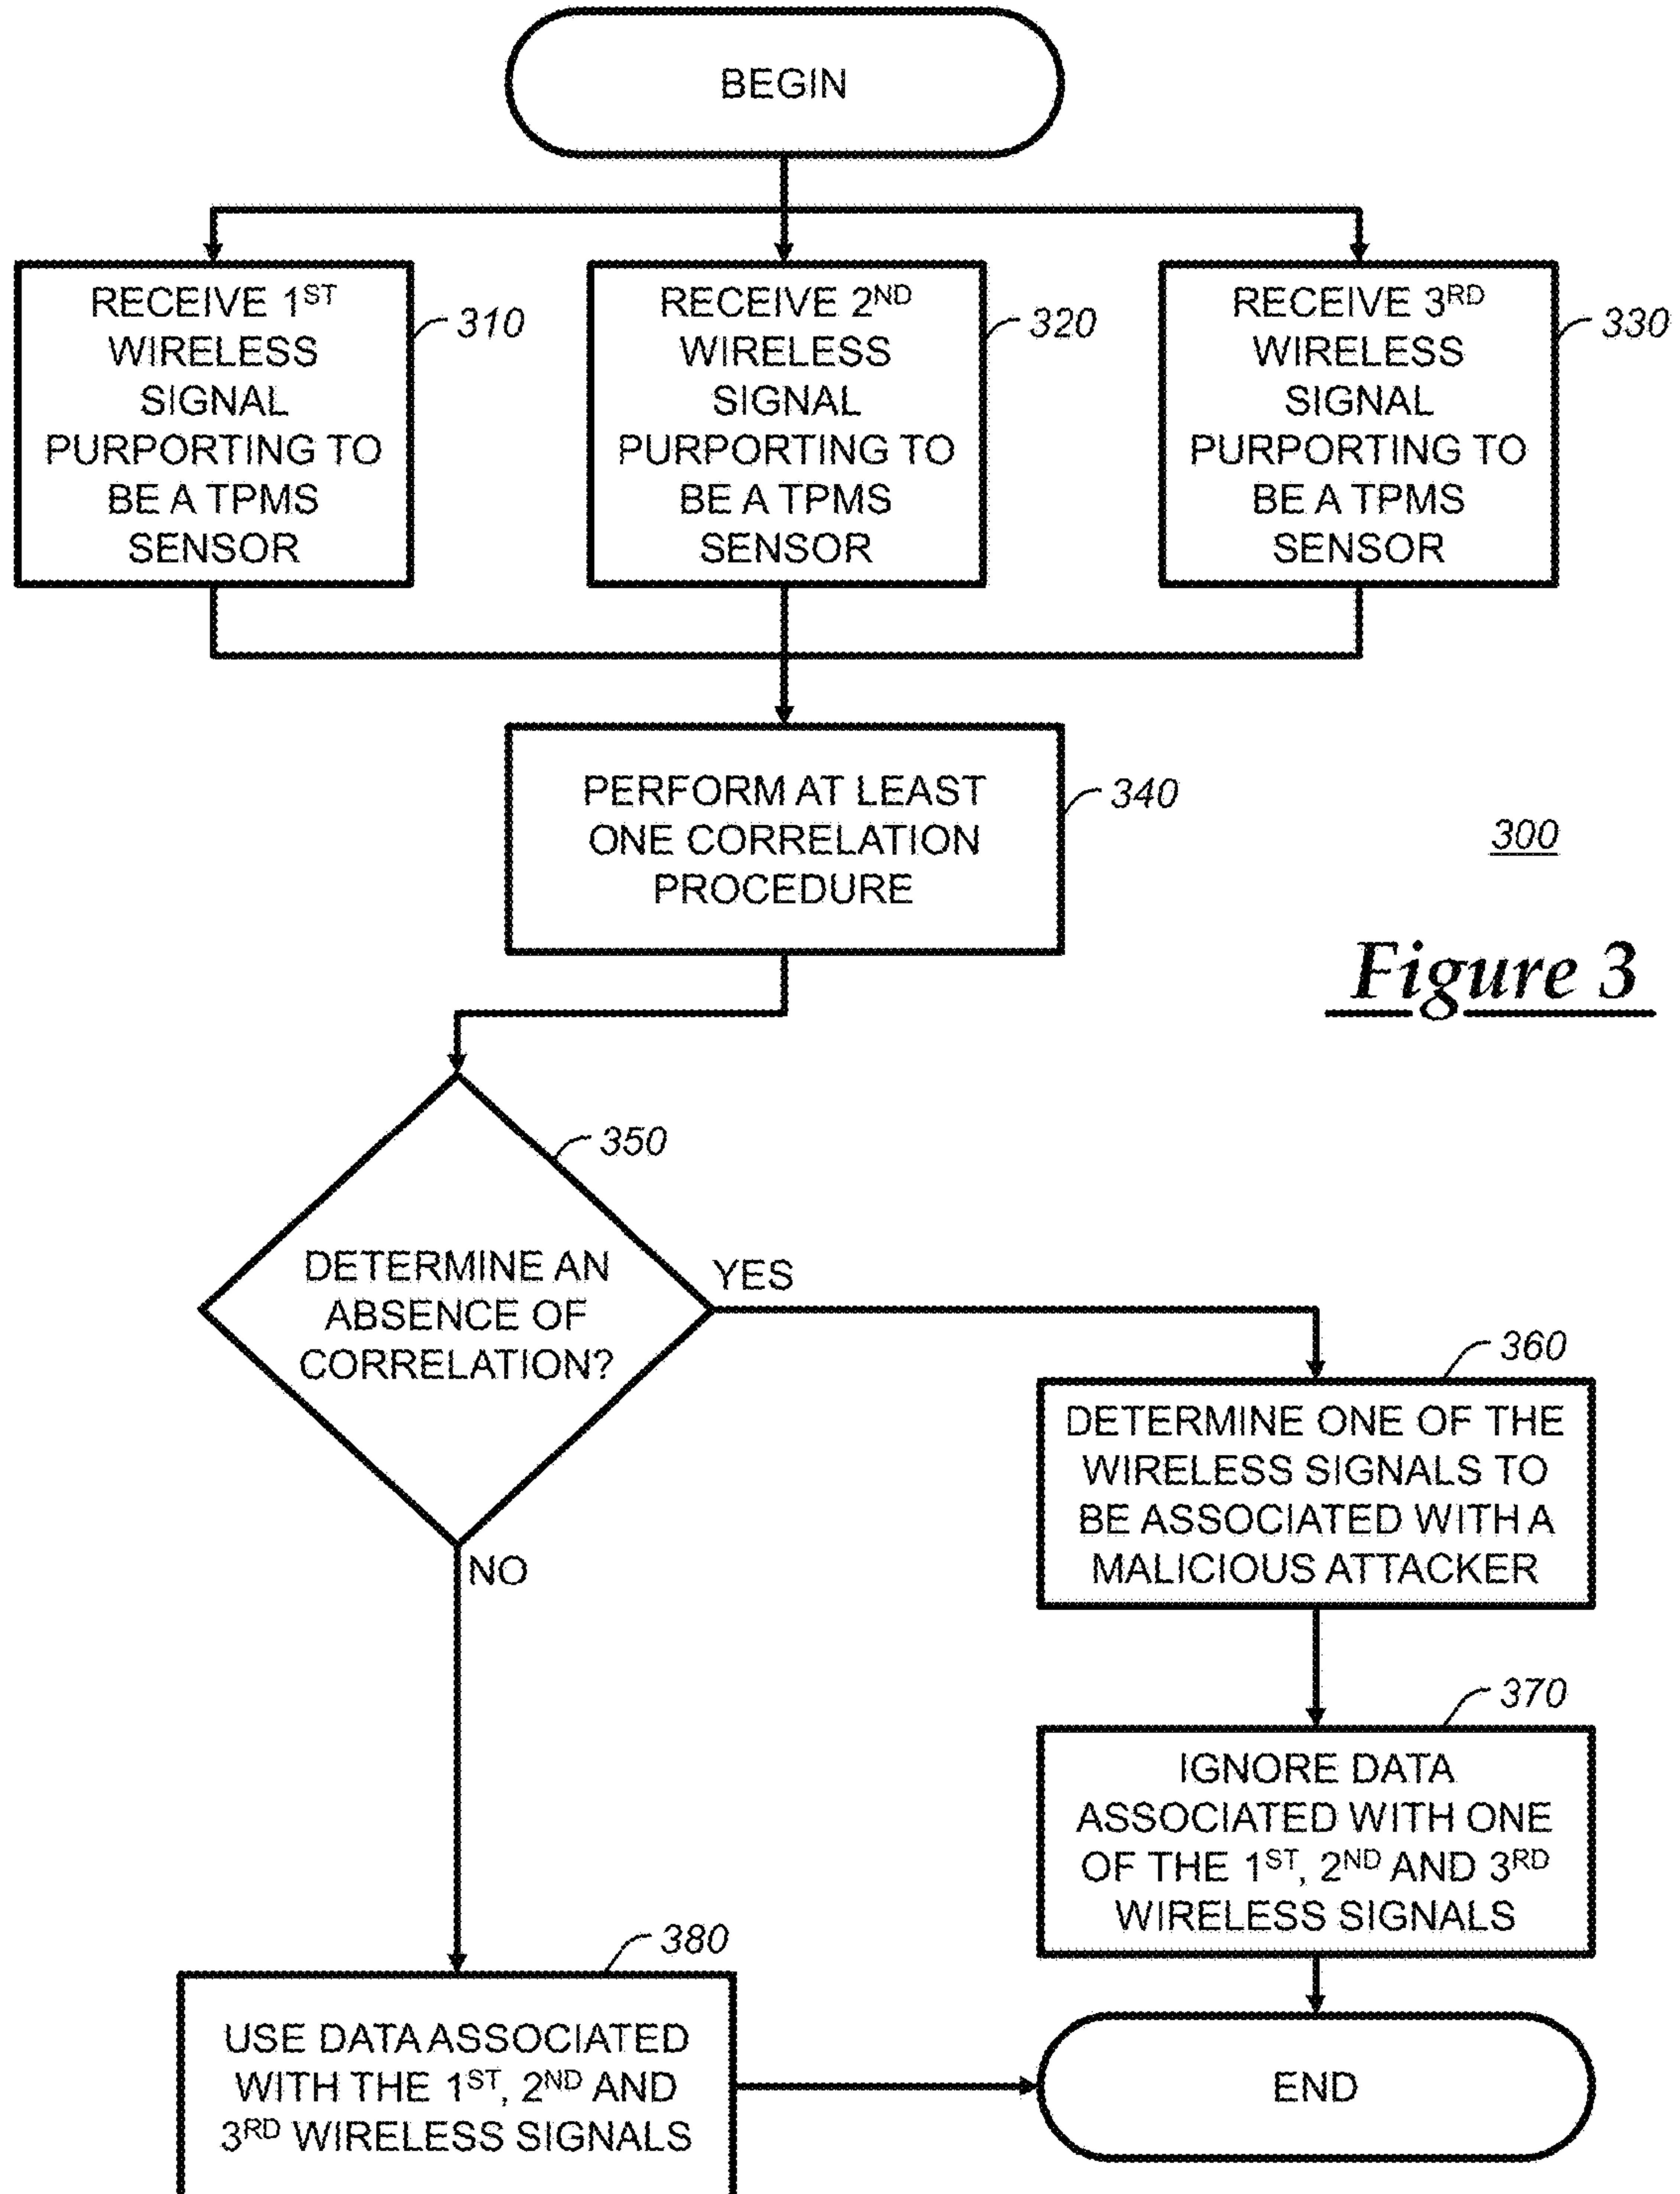 BEGIN
RECEIVE 1ST
WIRELESS
SIGNAL
PURPORTING TO
BE A TPMS
SENSOR
310
RECEIVE 2ND
WIRELESS
SIGNAL
PURPORTING TO
BE A TPMS
SENSOR
320
RECEIVE 3RD
WIRELESS
SIGNAL
PURPORTING TO
BE A TPMS
SENSOR
330
PERFORM AT LEAST
ONE CORRELATION
PROCEDURE
340
300
Figure 3
350
DETERMINE AN
ABSENCE OF
CORRELATION?
YES
NO
360
DETERMINE ONE OF THE
WIRELESS SIGNALS TO
BE ASSOCIATED WITH A
MALICIOUS ATTACKER
370
IGNORE DATA
ASSOCIATED WITH ONE
OF THE 1ST, 2ND AND 3RD
WIRELESS SIGNALS
380
USE DATA ASSOCIATED
WITH THE 1ST, 2ND AND
3RD WIRELESS SIGNALS
END